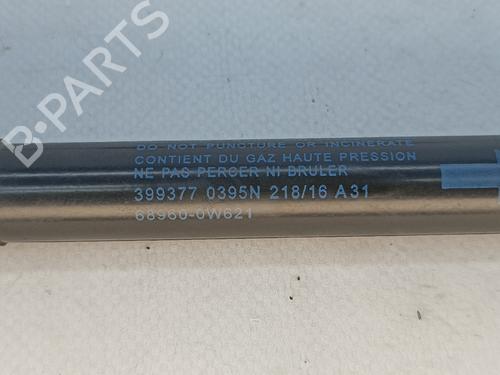 DO NOT PUNCTURE OR INCINERATE
CONTIENT DU GAZ HAUTE PRESSION
NE PAS PERCER NI BRULER
399377 0395N 218/16 A31
68960-0W621
B-PARTS